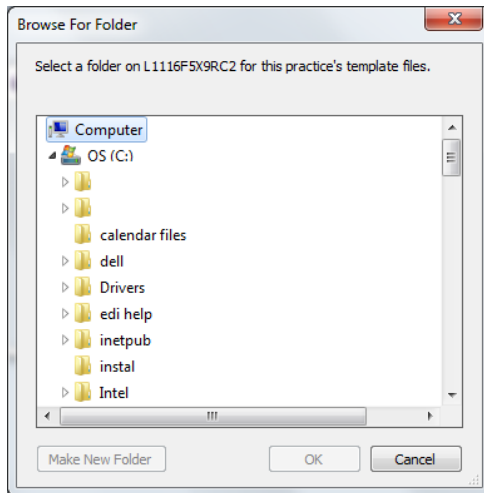 Browse For Folder
Select a folder on L1116F5X9RC2 for this practice's template files.
Computer
OS (C:)
calendar files
dell
Drivers
edi help
inetpub
instal
Intel
Make New Folder
OK
Cancel